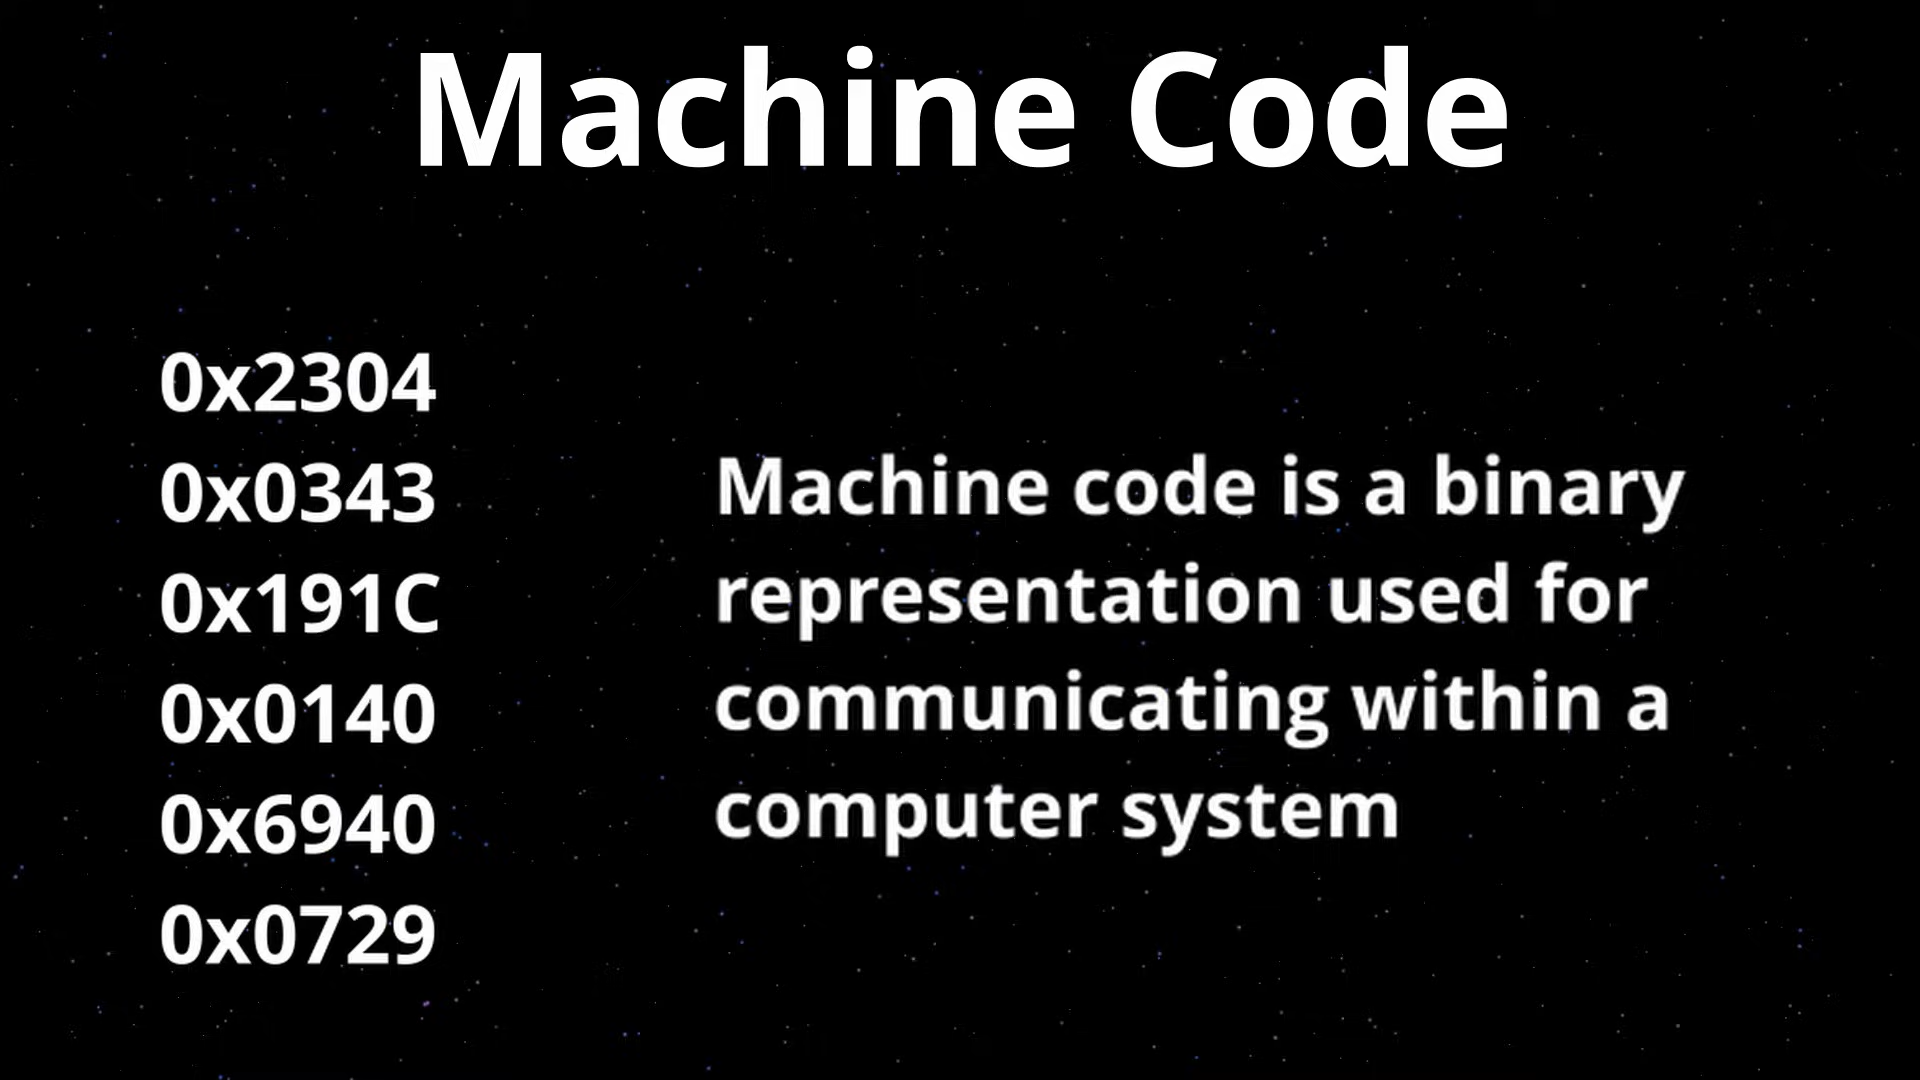 Machine Code
0x2304
0x0343
0x191C
0x0140
0x6940
0x0729
Machine code is a binary
representation used for
communicating within a
computer system